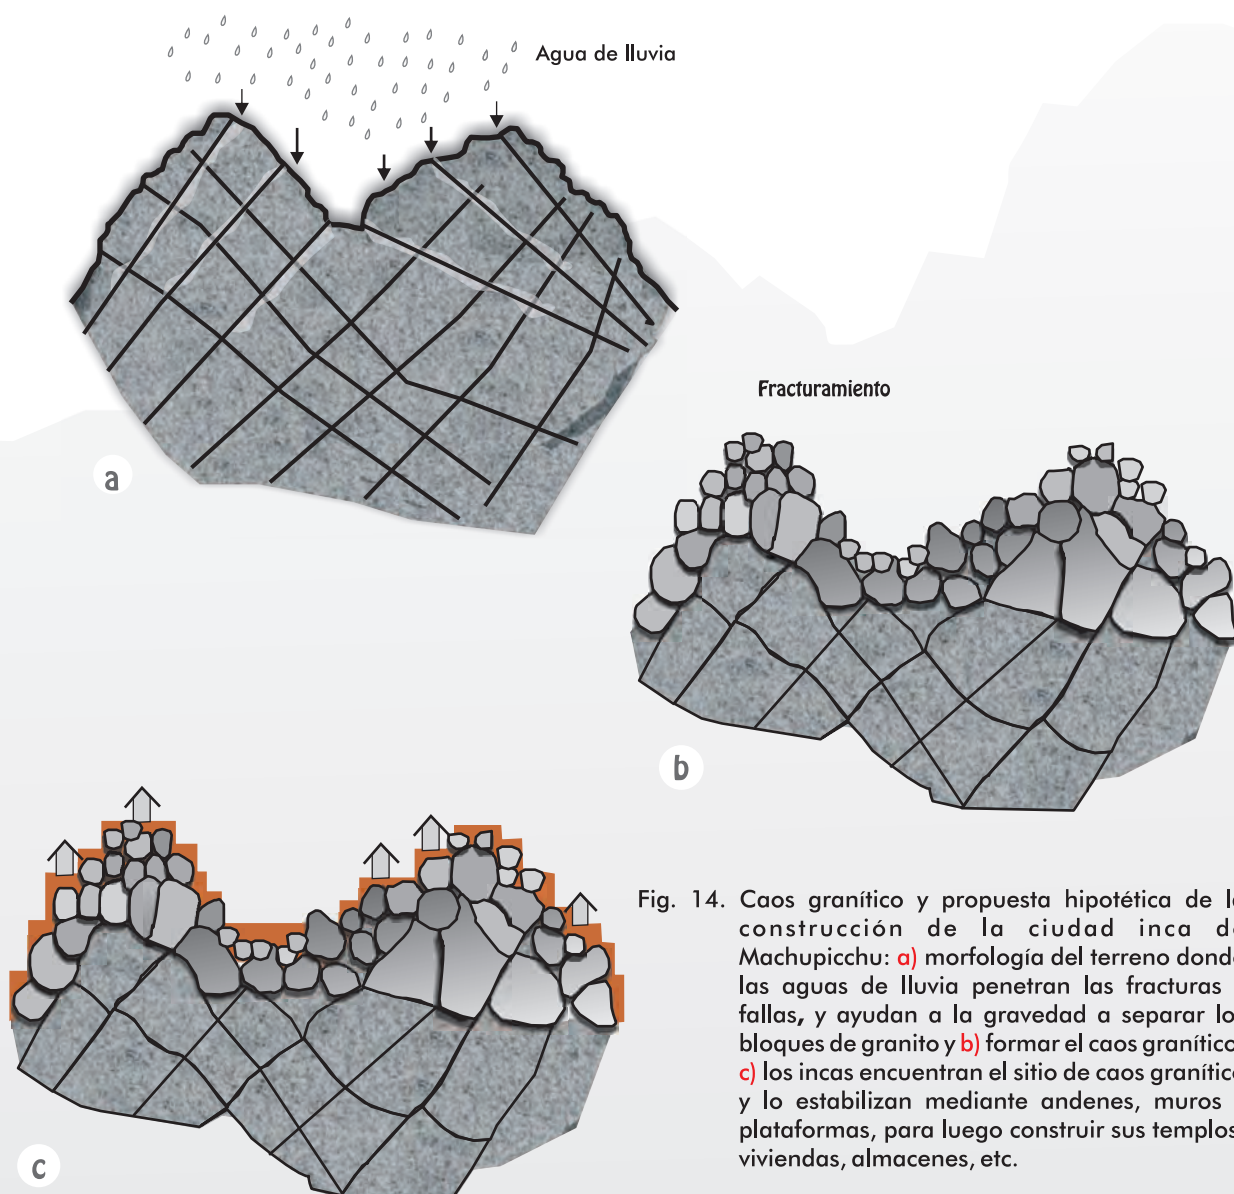 Agua de lluvia
a
Fracturamiento
b
c
Fig. 14. Caos granítico y propuesta hipotética de l
construcción de la ciudad inca d
Machupicchu: a) morfología del terreno dond
las aguas de lluvia penetran las fracturas
fallas, y ayudan a la gravedad a separar lo
bloques de granito y b) formar el caos granítico
c) los incas encuentran el sitio de caos granític
y lo estabilizan mediante andenes, muros
plataformas, para luego construir sus templos
viviendas, almacenes, etc.